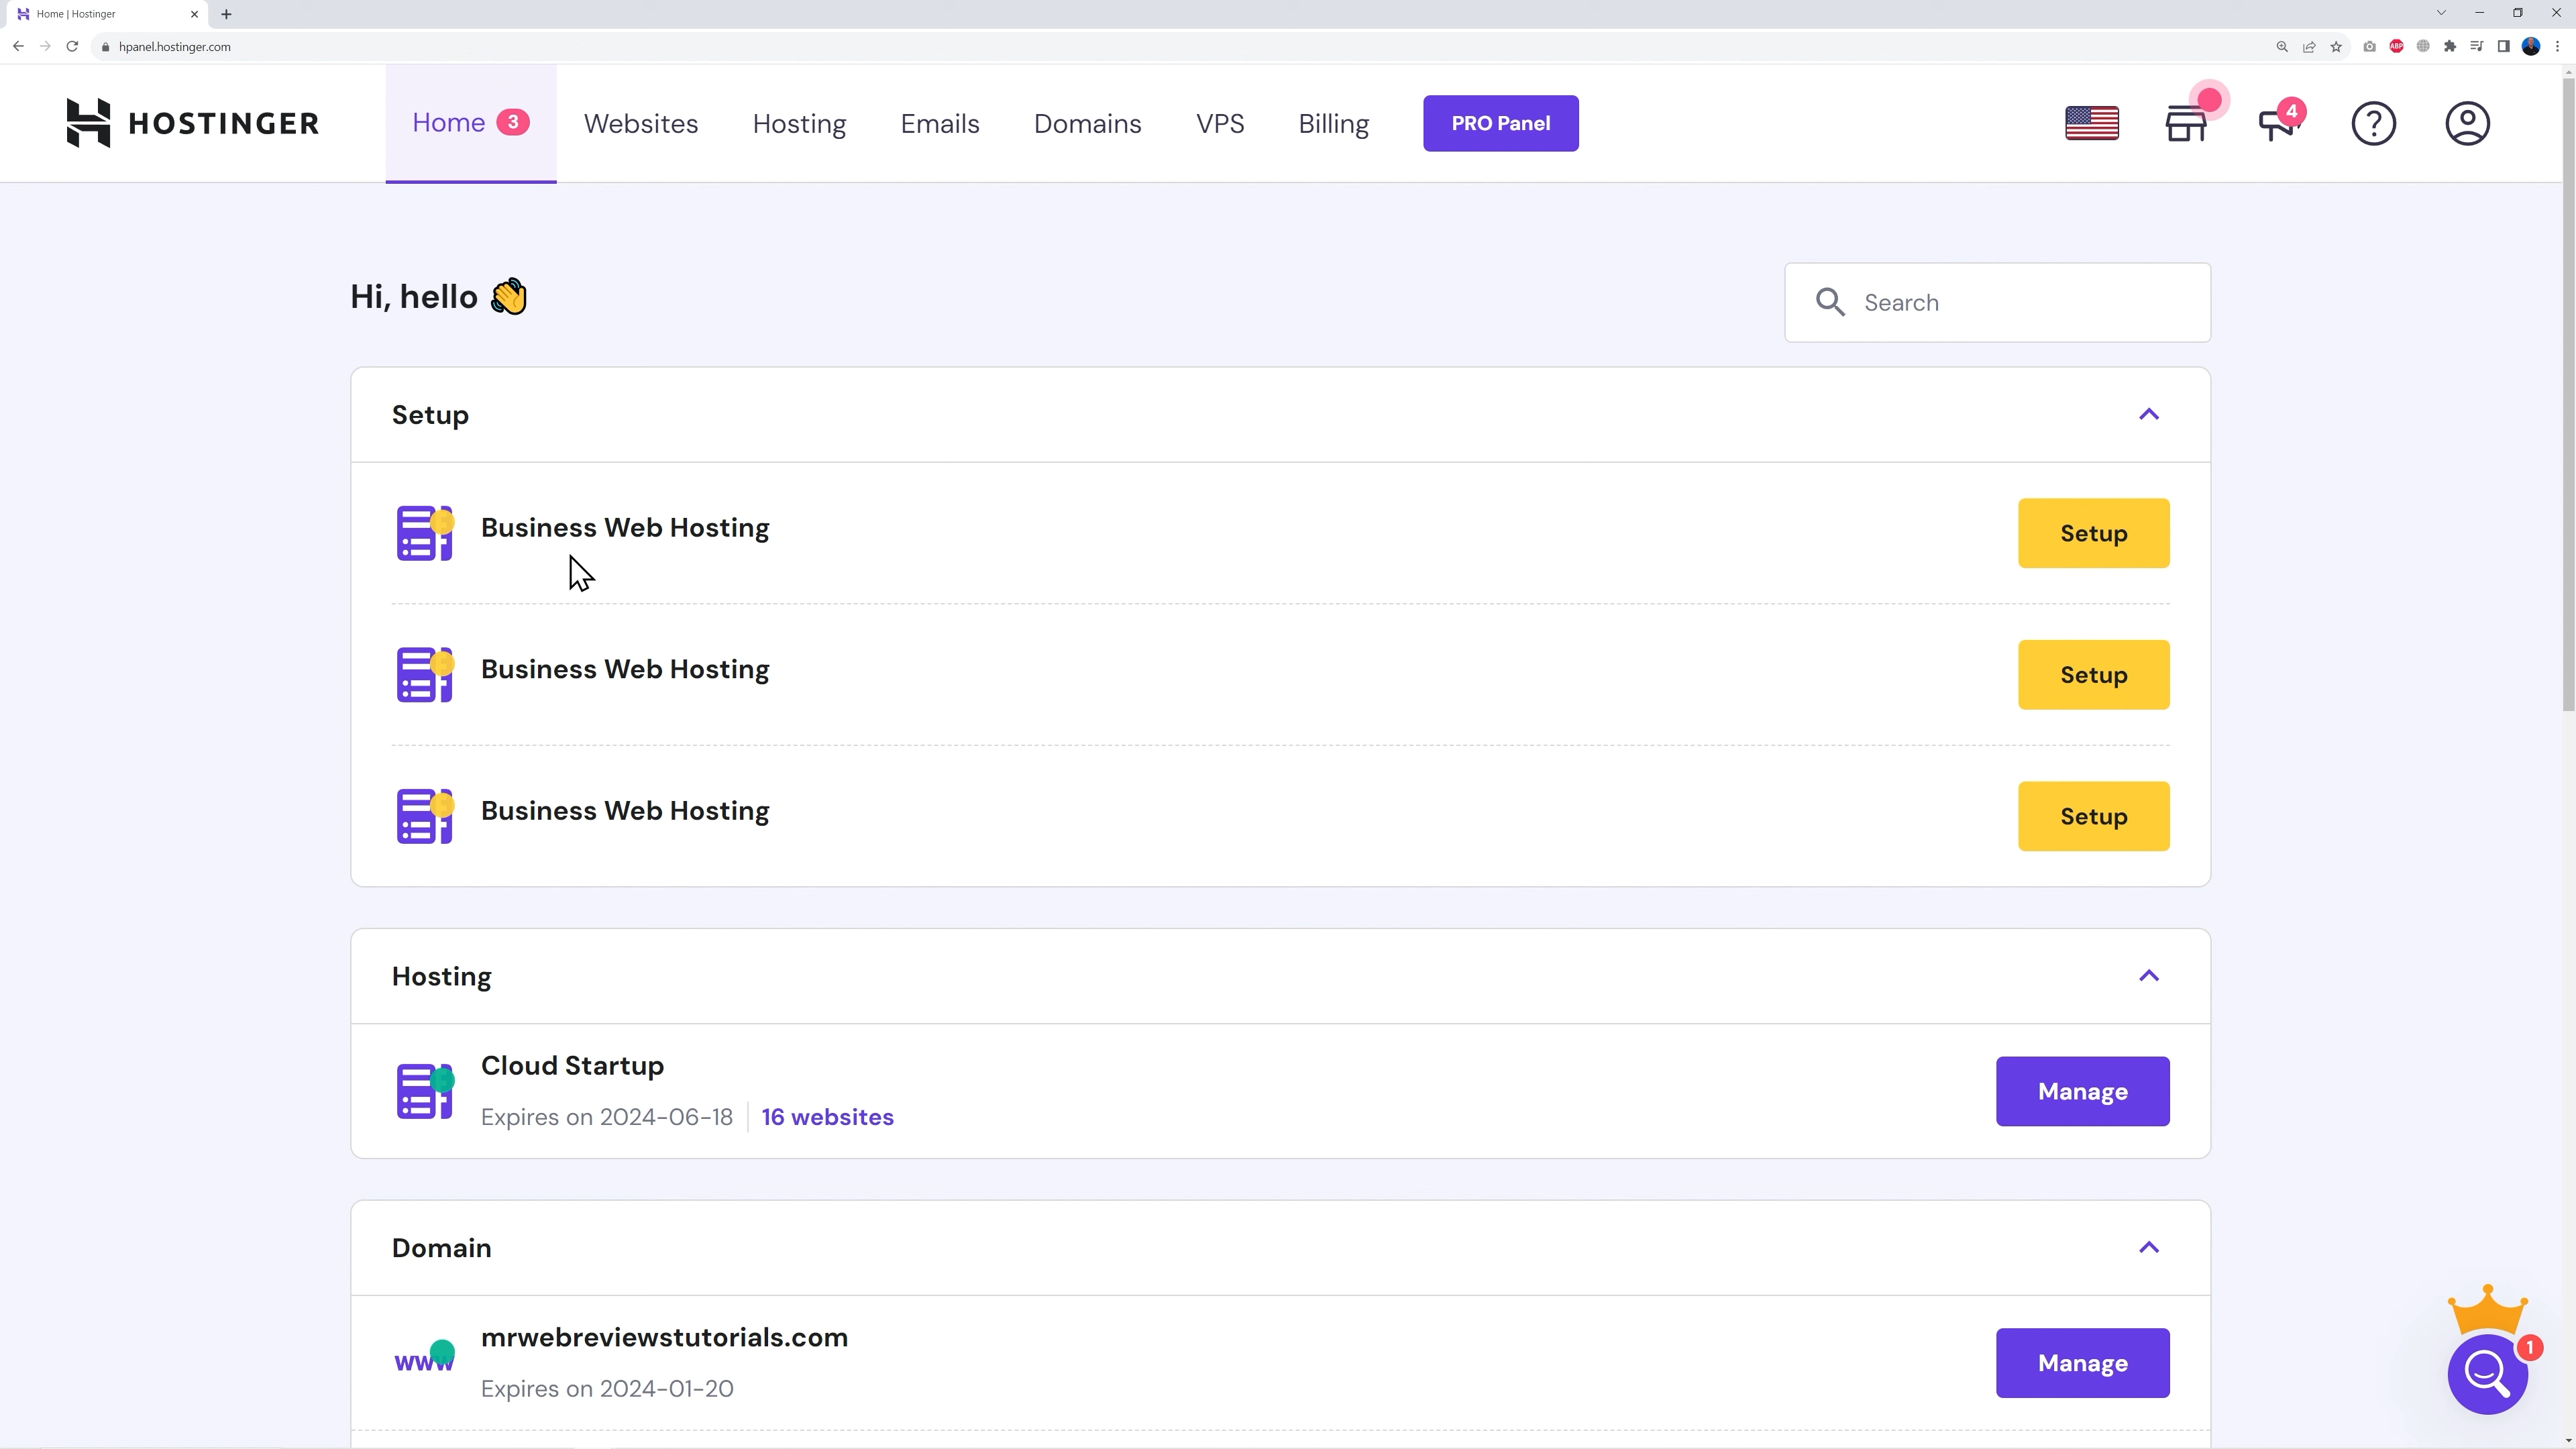 Home | Hostinger
hpanel.hostinger.com
ABP
HOSTINGER
Home 3
Websites
Hosting
Emails
Domains
VPS
Billing
PRO Panel
4
?
Hi, hello 👋
Search
Setup
Business Web Hosting
Setup
Business Web Hosting
Setup
Business Web Hosting
Setup
Hosting
Cloud Startup
Expires on 2024-06-18
16 websites
Manage
Domain
www
mrwebreviewstutorials.com
Expires on 2024-01-20
Manage
1